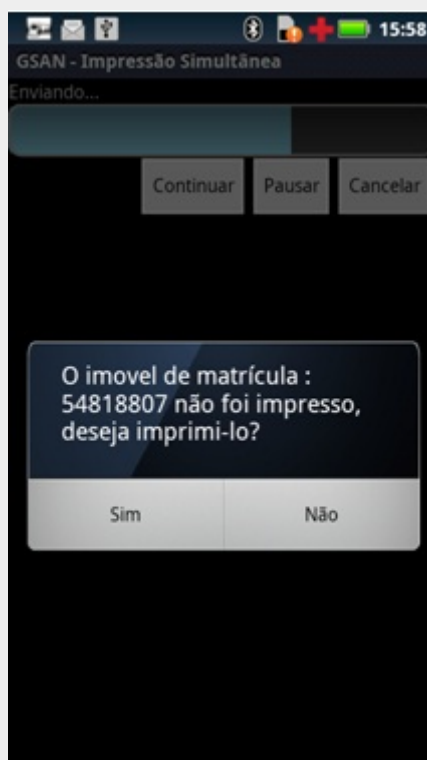 15:58
GSAN - Impressão Simultânea
Enviando...
Continuar Pausar Cancelar
O imovel de matrícula :
54818807 não foi impresso,
deseja imprimi-lo?
Sim Não